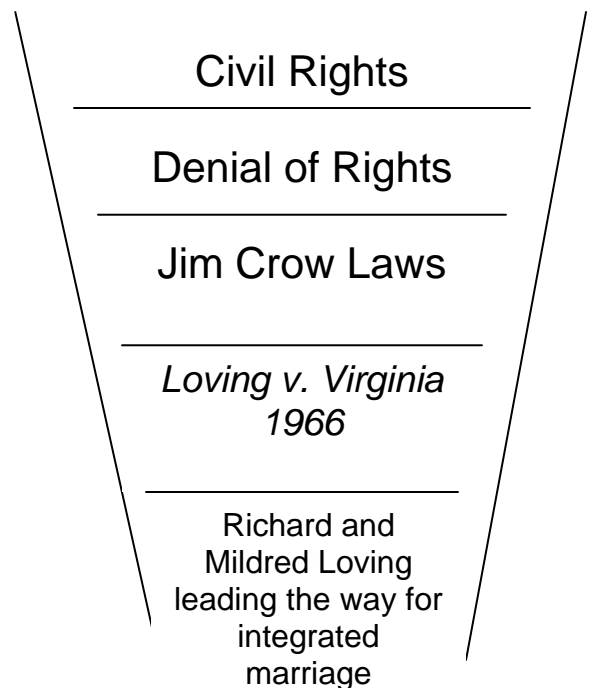 Civil Rights
Denial of Rights
Jim Crow Laws
Loving v. Virginia
1966
Richard and
Mildred Loving
leading the way for
integrated
marriage